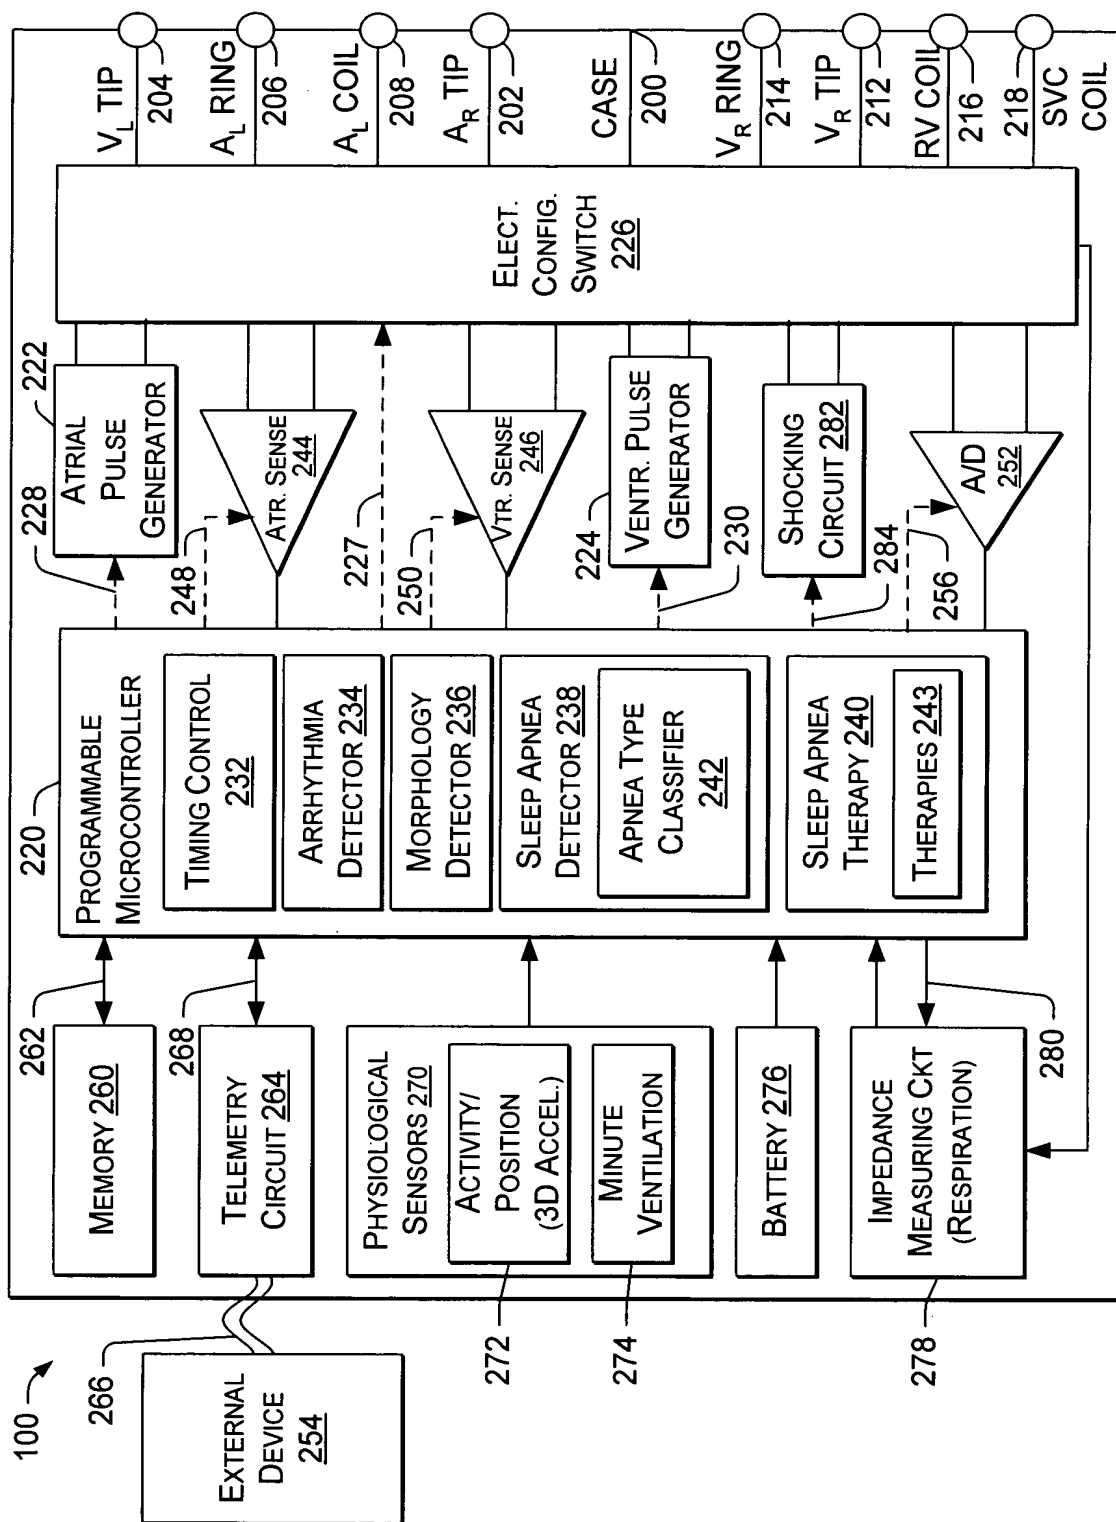 100
EXTERNAL
DEVICE
254
266
262
MEMORY 260
268
TELEMETRY
CIRCUIT 264
PHYSIOLOGICAL
SENSORS 270
ACTIVITY/
POSITION
(3D ACCEL.)
272
MINUTE
VENTILATION
274
BATTERY 276
IMPEDANCE
MEASURING CKT
(RESPIRATION)
278
280
220
PROGRAMMABLE
MICROCONTROLLER
TIMING CONTROL
232
ARRHYTHMIA
DETECTOR 234
MORPHOLOGY
DETECTOR 236
SLEEP APNEA
DETECTOR 238
APNEA TYPE
CLASSIFIER
242
SLEEP APNEA
THERAPY 240
THERAPIES 243
228
222
ATRIAL
PULSE
GENERATOR
248
ATR. SENSE
244
227
250
VTR. SENSE
246
224
VENTR. PULSE
GENERATOR
230
SHOCKING
CIRCUIT 282
284
256
A/D
252
ELECT.
CONFIG.
SWITCH
226
VL TIP
204
AL RING
206
AL COIL
208
AR TIP
202
CASE
200
VR RING
214
VR TIP
212
RV COIL
216
218
SVC
COIL